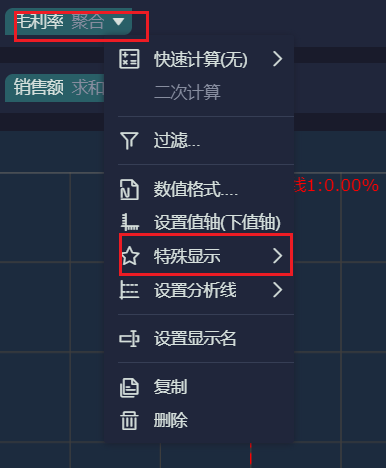 毛利率 聚合
快速计算(无)
销售额 求和
二次计算
过滤...
数值格式....
线1:0.00%
设置值轴(下值轴)
特殊显示
设置分析线
设置显示名
复制
删除